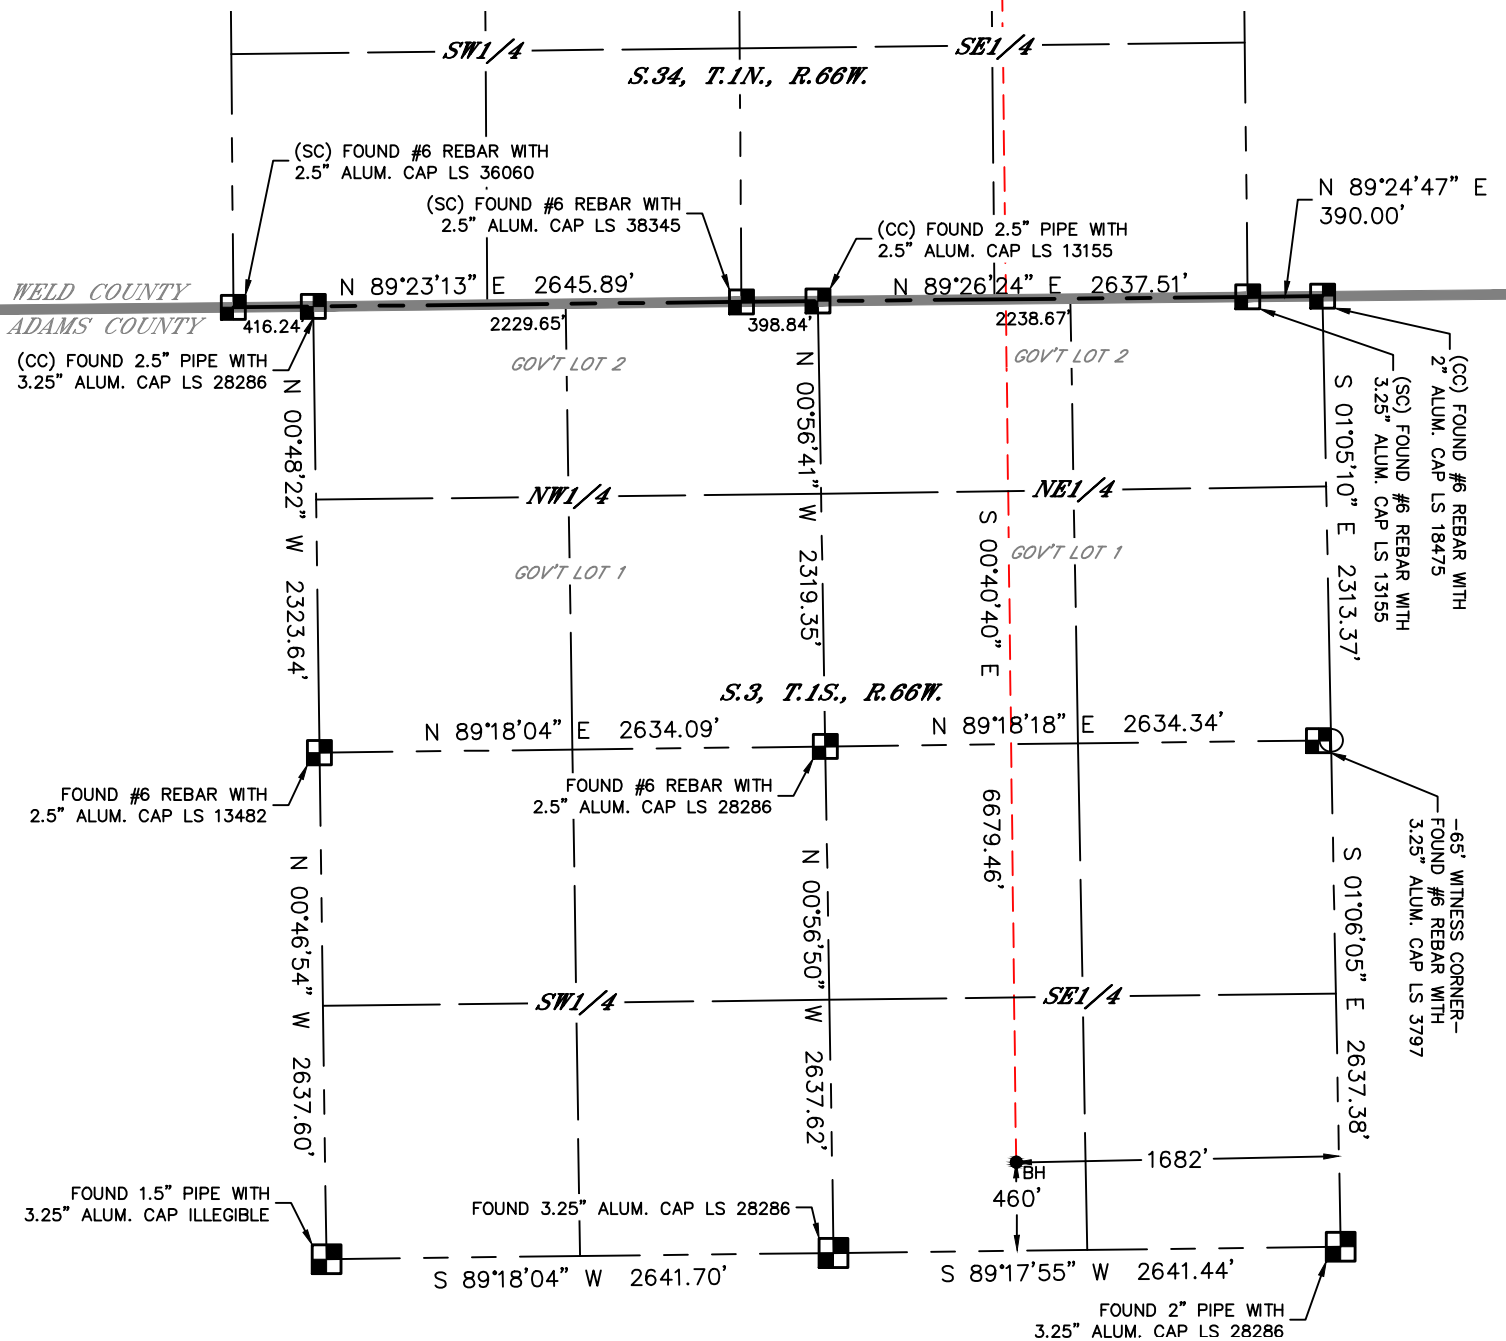 SW1/4
SE1/4
S.34, T.1N., R.66W.
(SC) FOUND #6 REBAR WITH
2.5" ALUM. CAP LS 36060
(SC) FOUND #6 REBAR WITH
2.5" ALUM. CAP LS 38345
(CC) FOUND 2.5" PIPE WITH
2.5" ALUM. CAP LS 13155
N 89°24'47" E
390.00'
WELD COUNTY
ADAMS COUNTY
N 89°23'13" E 2645.89'
N 89°26'24" E 2637.51'
416.24'
2229.65'
398.84'
2238.67'
(CC) FOUND 2.5" PIPE WITH
3.25" ALUM. CAP LS 28286
GOV'T LOT 2
GOV'T LOT 2
(CC) FOUND #6 REBAR WITH
2" ALUM. CAP LS 18475
(SC) FOUND #6 REBAR WITH
3.25" ALUM. CAP LS 13155
N 00°48'22" W 2323.64'
N 00°56'41" W 2319.35'
S 01°05'10" E 2313.37'
NW1/4
NE1/4
GOV'T LOT 1
GOV'T LOT 1
S 00°40'40" E 6679.46'
S.3, T.1S., R.66W.
N 89°18'04" E 2634.09'
N 89°18'18" E 2634.34'
FOUND #6 REBAR WITH
2.5" ALUM. CAP LS 13482
FOUND #6 REBAR WITH
2.5" ALUM. CAP LS 28286
-65' WITNESS CORNER-
FOUND #6 REBAR WITH
3.25" ALUM. CAP LS 3797
N 00°46'54" W 2637.60'
N 00°56'50" W 2637.62'
S 01°06'05" E 2637.38'
SW1/4
SE1/4
BH
1682'
460'
FOUND 1.5" PIPE WITH
3.25" ALUM. CAP ILLEGIBLE
FOUND 3.25" ALUM. CAP LS 28286
S 89°18'04" W 2641.70'
S 89°17'55" W 2641.44'
FOUND 2" PIPE WITH
3.25" ALUM. CAP LS 28286